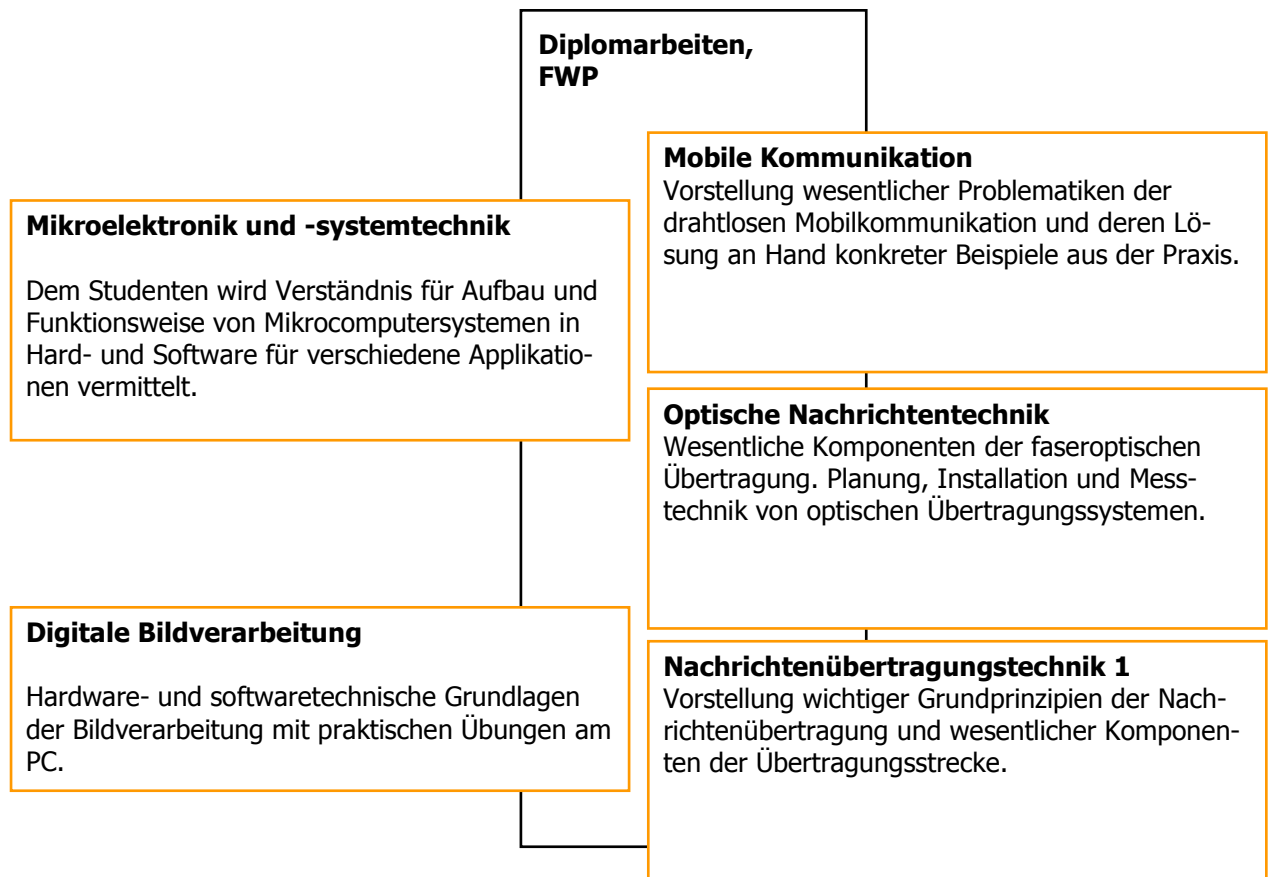 Diplomarbeiten,
FWP
Mobile Kommunikation
Vorstellung wesentlicher Problematiken der
drahtlosen Mobilkommunikation und deren Lö-
sung an Hand konkreter Beispiele aus der Praxis.
Mikroelektronik und -systemtechnik
Dem Studenten wird Verständnis für Aufbau und
Funktionsweise von Mikrocomputersystemen in
Hard- und Software für verschiedene Applikatio-
nen vermittelt.
Optische Nachrichtentechnik
Wesentliche Komponenten der faseroptischen
Übertragung. Planung, Installation und Mess-
technik von optischen Übertragungssystemen.
Digitale Bildverarbeitung
Hardware- und softwaretechnische Grundlagen
der Bildverarbeitung mit praktischen Übungen am
PC.
Nachrichtenübertragungstechnik 1
Vorstellung wichtiger Grundprinzipien der Nach-
richtenübertragung und wesentlicher Komponen-
ten der Übertragungsstrecke.